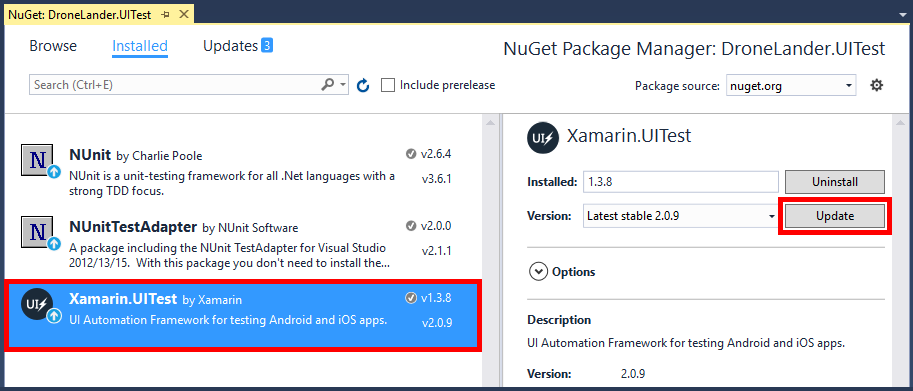 NuGet: DroneLander.UITest
Browse Installed Updates 3
NuGet Package Manager: DroneLander.UITest
Search (Ctrl+E)
Include prerelease
Package source: nuget.org
N
NUnit by Charlie Poole
v2.6.4
NUnit is a unit-testing framework for all .Net languages with a
strong TDD focus.
v3.6.1
N
NUnitTestAdapter by NUnit Software
v2.0.0
A package including the NUnit TestAdapter for Visual Studio
2012/13/15. With this package you don't need to install the...
v2.1.1
UI
Xamarin.UITest by Xamarin
v1.3.8
UI Automation Framework for testing Android and iOS apps.
v2.0.9
UI
Xamarin.UITest
Installed: 1.3.8 Uninstall
Version: Latest stable 2.0.9 Update
Options
Description
UI Automation Framework for testing Android and iOS apps.
Version: 2.0.9